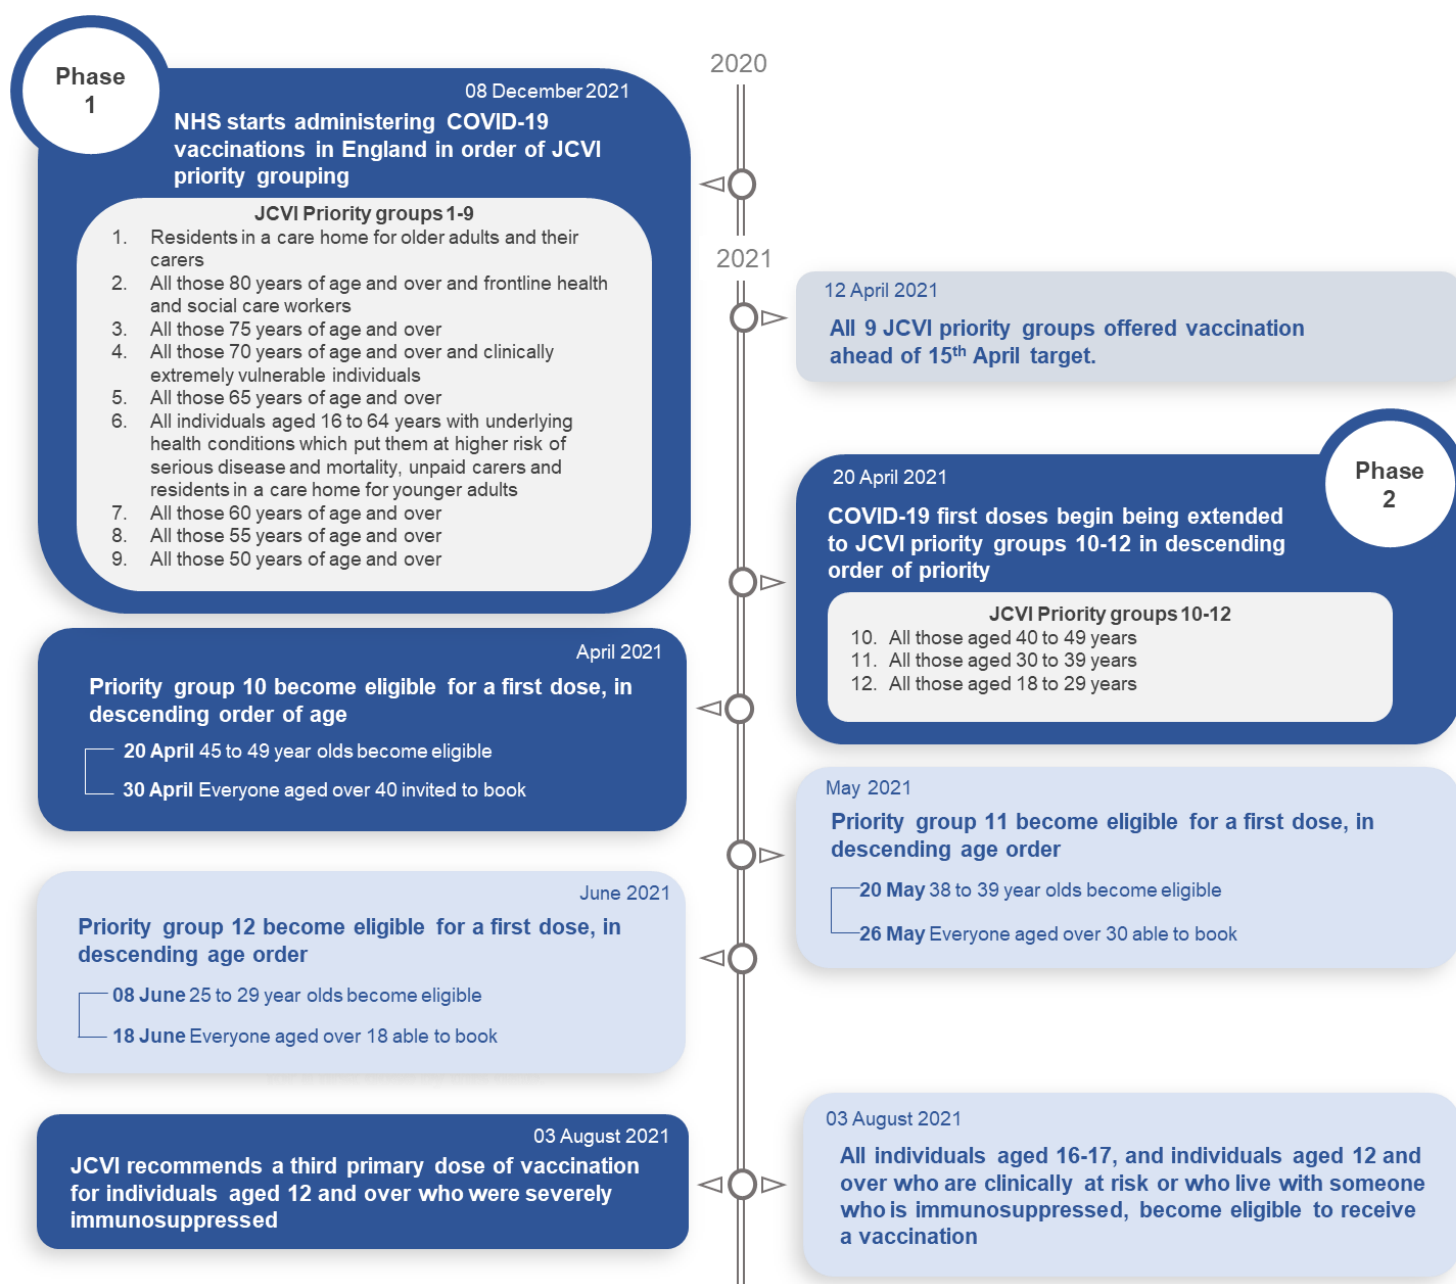 Phase
1
08 December 2021
NHS starts administering COVID-19
vaccinations in England in order of JCVI
priority grouping
JCVI Priority groups 1-9
1. Residents in a care home for older adults and their
carers
2. All those 80 years of age and over and frontline health
and social care workers
3. All those 75 years of age and over
4. All those 70 years of age and over and clinically
extremely vulnerable individuals
5. All those 65 years of age and over
6. All individuals aged 16 to 64 years with underlying
health conditions which put them at higher risk of
serious disease and mortality, unpaid carers and
residents in a care home for younger adults
7. All those 60 years of age and over
8. All those 55 years of age and over
9. All those 50 years of age and over
2020
2021
12 April 2021
All 9 JCVI priority groups offered vaccination
ahead of 15th April target.
Phase
2
20 April 2021
COVID-19 first doses begin being extended
to JCVI priority groups 10-12 in descending
order of priority
JCVI Priority groups 10-12
10. All those aged 40 to 49 years
11. All those aged 30 to 39 years
12. All those aged 18 to 29 years
April 2021
Priority group 10 become eligible for a first dose, in
descending order of age
20 April 45 to 49 year olds become eligible
30 April Everyone aged over 40 invited to book
May 2021
Priority group 11 become eligible for a first dose, in
descending age order
20 May 38 to 39 year olds become eligible
26 May Everyone aged over 30 able to book
June 2021
Priority group 12 become eligible for a first dose, in
descending age order
08 June 25 to 29 year olds become eligible
18 June Everyone aged over 18 able to book
03 August 2021
JCVI recommends a third primary dose of vaccination
for individuals aged 12 and over who were severely
immunosuppressed
03 August 2021
All individuals aged 16-17, and individuals aged 12 and
over who are clinically at risk or who live with someone
who is immunosuppressed, become eligible to receive
a vaccination